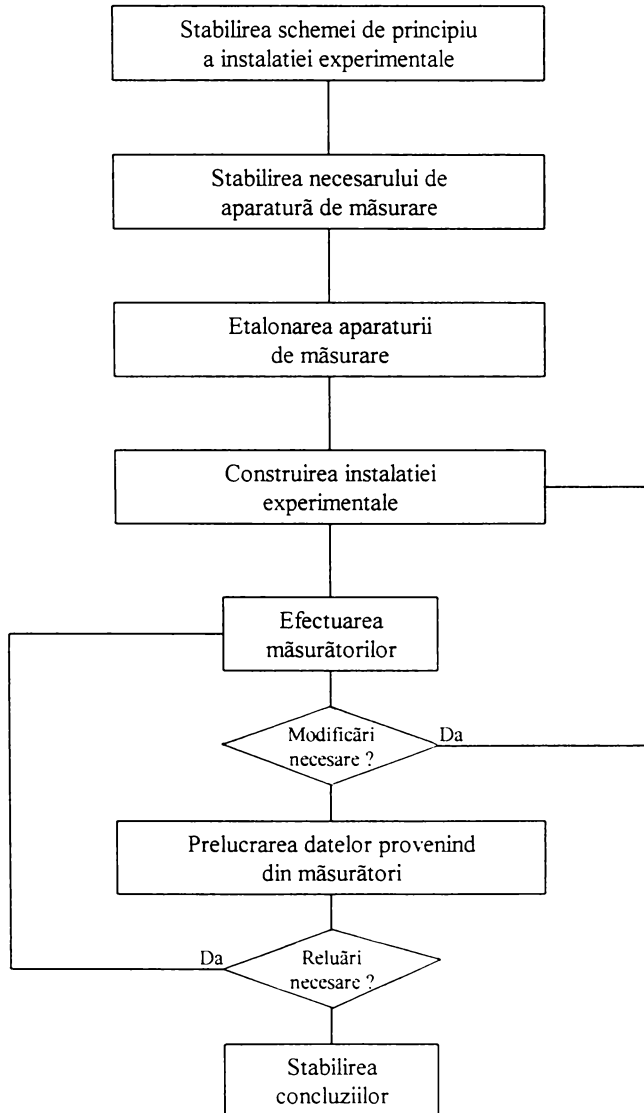 Stabilirea schemei de principiu
a instalatiei experimentale
Stabilirea necesarului de
aparatură de măsurare
Etalonarea aparaturii
de măsurare
Construirea instalatiei
experimentale
Efectuarea
măsurătorilor
Modificări
necesare ?
Da
Prelucrarea datelor provenind
din măsurători
Da
Reluări
necesare ?
Stabilirea
concluziilor